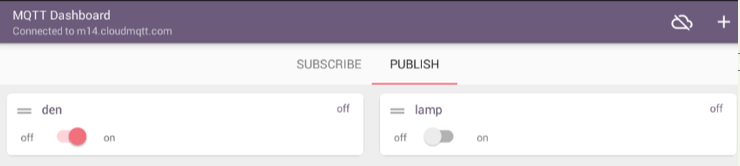 MQTT Dashboard
Connected to m14.cloudmqtt.com
SUBSCRIBE PUBLISH
den off
off on
lamp off
off on